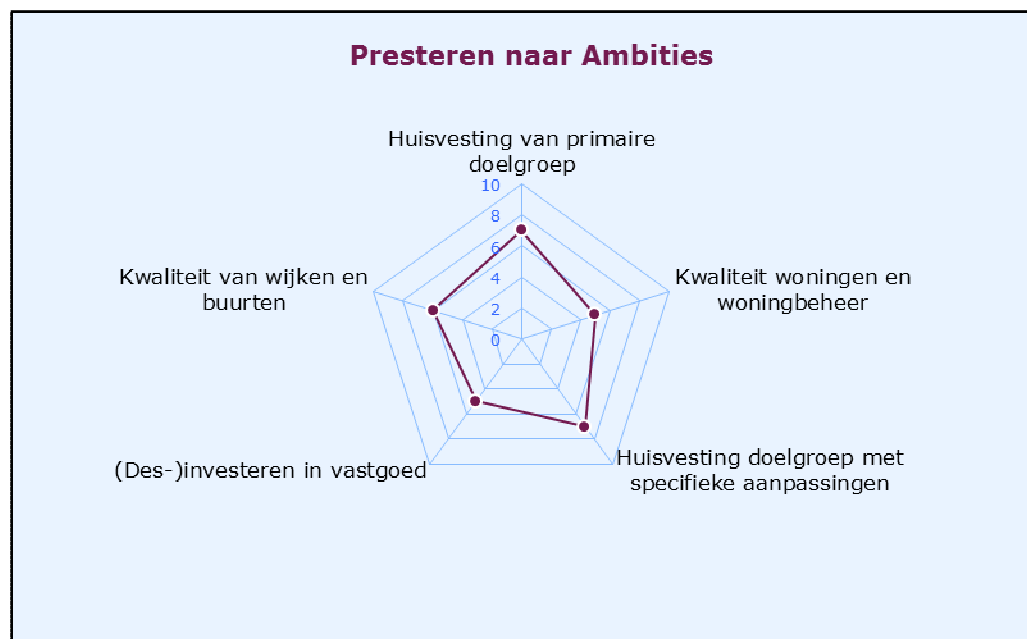 Presteren naar Ambities
Huisvesting van primaire
doelgroep
10
8
6
4
2
0
Kwaliteit van wijken en
buurten
Kwaliteit woningen en
woningbeheer
(Des-)investeren in vastgoed
Huisvesting doelgroep met
specifieke aanpassingen